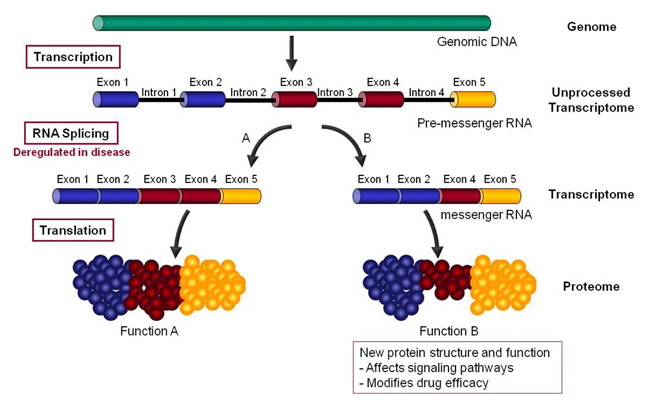 Genomic DNA
Genome
Transcription
Exon 1 Exon 2 Exon 3 Exon 4 Exon 5
Intron 1 Intron 2 Intron 3 Intron 4
Unprocessed
Transcriptome
Pre-messenger RNA
RNA Splicing
Deregulated in disease
A B
Exon 1 Exon 2 Exon 3 Exon 4 Exon 5
Exon 1 Exon 2 Exon 4 Exon 5
Transcriptome
messenger RNA
Translation
Proteome
Function A
Function B
New protein structure and function
- Affects signaling pathways
- Modifies drug efficacy